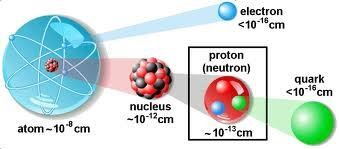 electron
<10⁻¹⁶cm
proton
(neutron)
quark
<10⁻¹⁶cm
nucleus
~10⁻¹²cm
atom~10⁻⁸cm
~10⁻¹³cm